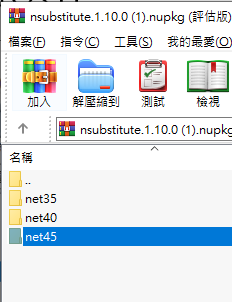 nsubstitute.1.10.0 (1).nupkg (評估版)
檔案(F) 指令(C) 工具(S) 我的最愛(O)
加入 解壓縮到 測試 檢視
nsubstitute.1.10.0 (1).nupkg
名稱
..
net35
net40
net45